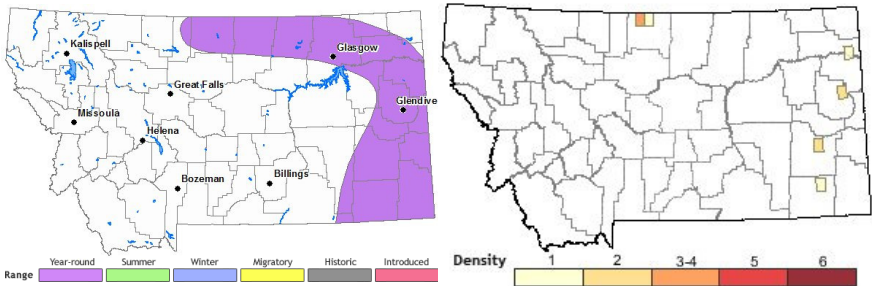 Kalispell
Glasgow
Great Falls
Glendive
Missoula
Helena
Bozeman
Billings
Range
Year-round Summer Winter Migratory Historic Introduced
Density
1 2 3-4 5 6